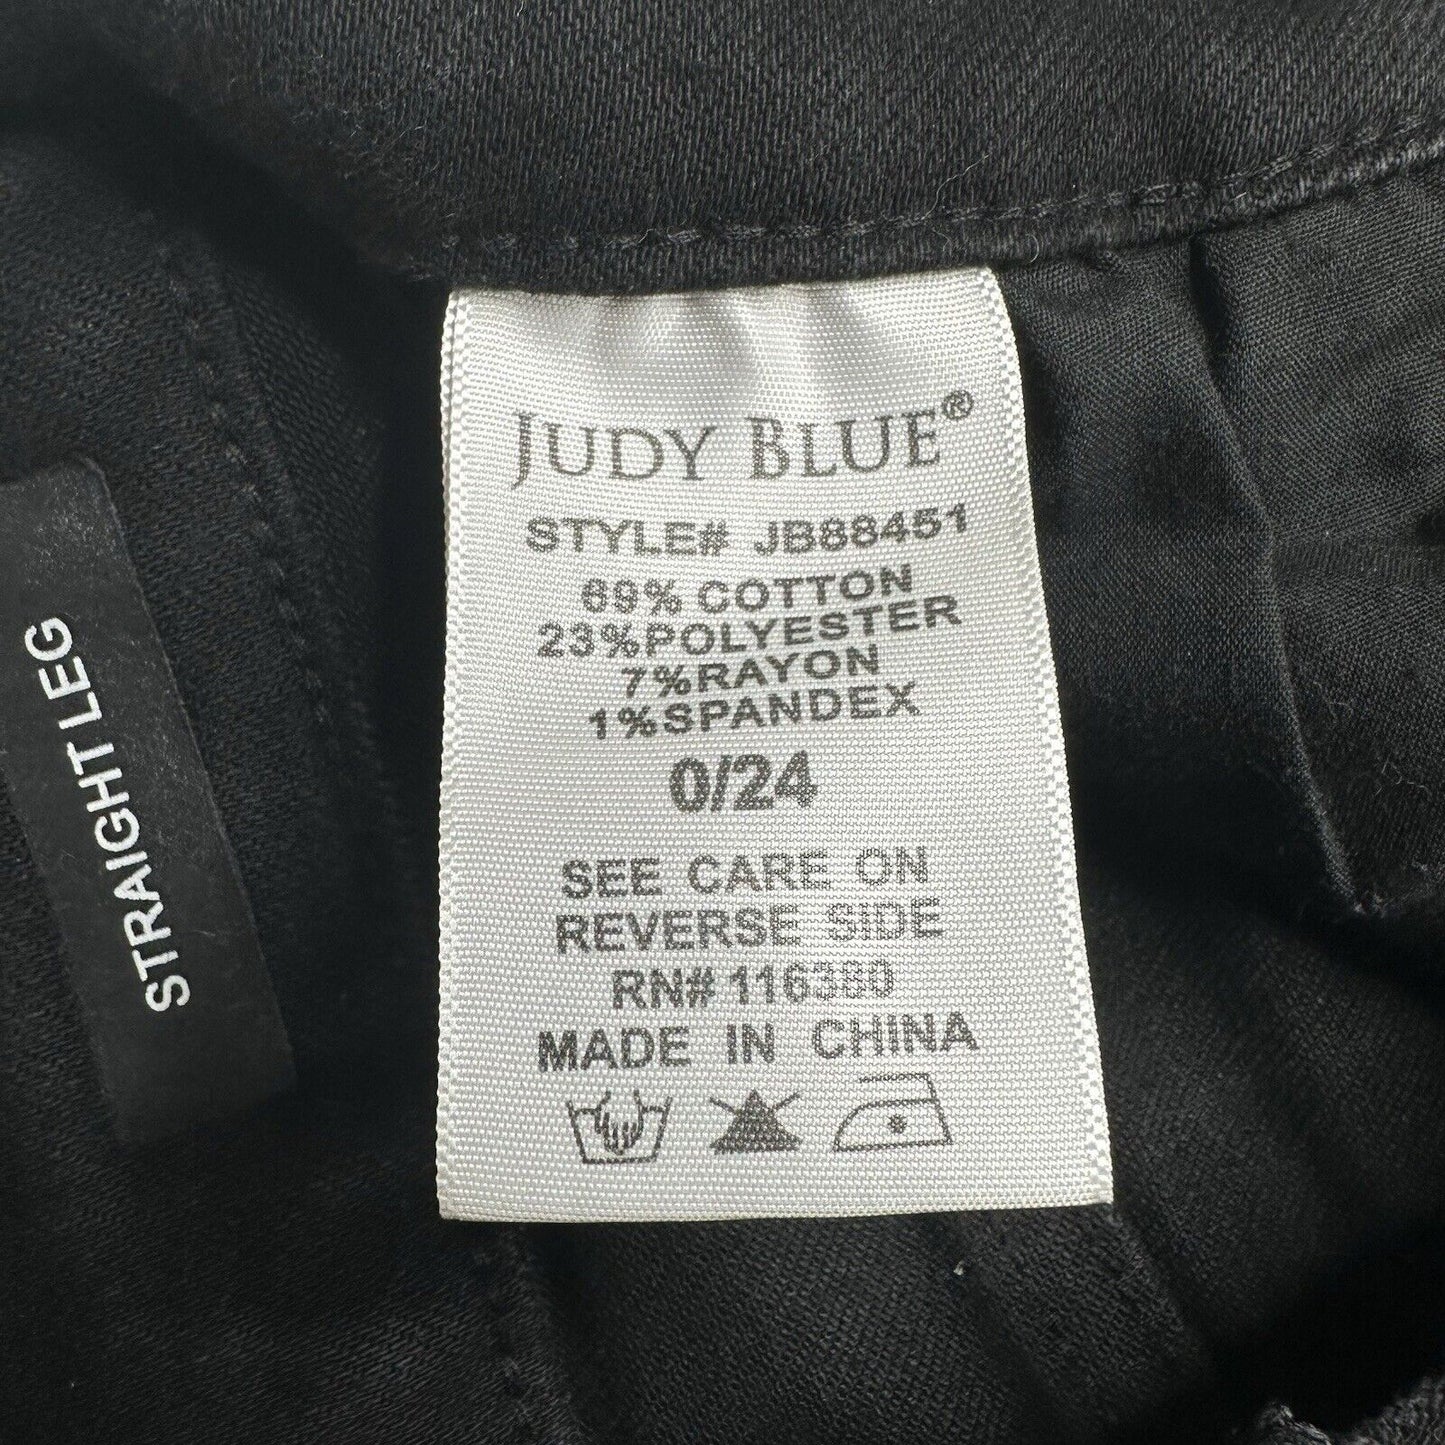 JUDY BLUE®
STYLE# JB88451
69% COTTON
23%POLYESTER
7%RAYON
1%SPANDEX
0/24
SEE CARE ON
REVERSE SIDE
RN# 116380
MADE IN CHINA
STRAIGHT LEG